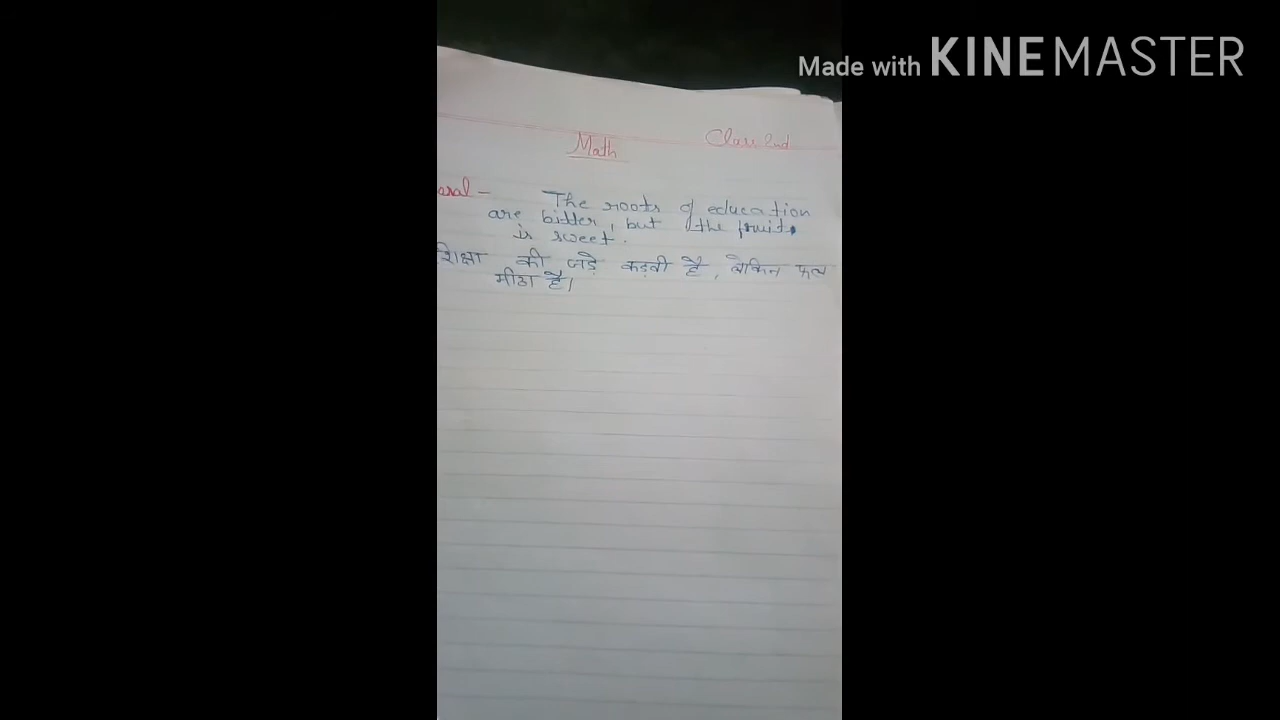 Made with KINEMASTER
Math
Class 2nd
The roots of education
are bitter, but the fruit
is sweet.
शिक्षा की जड़े कड़वी है, लेकिन फल
मीठा है।